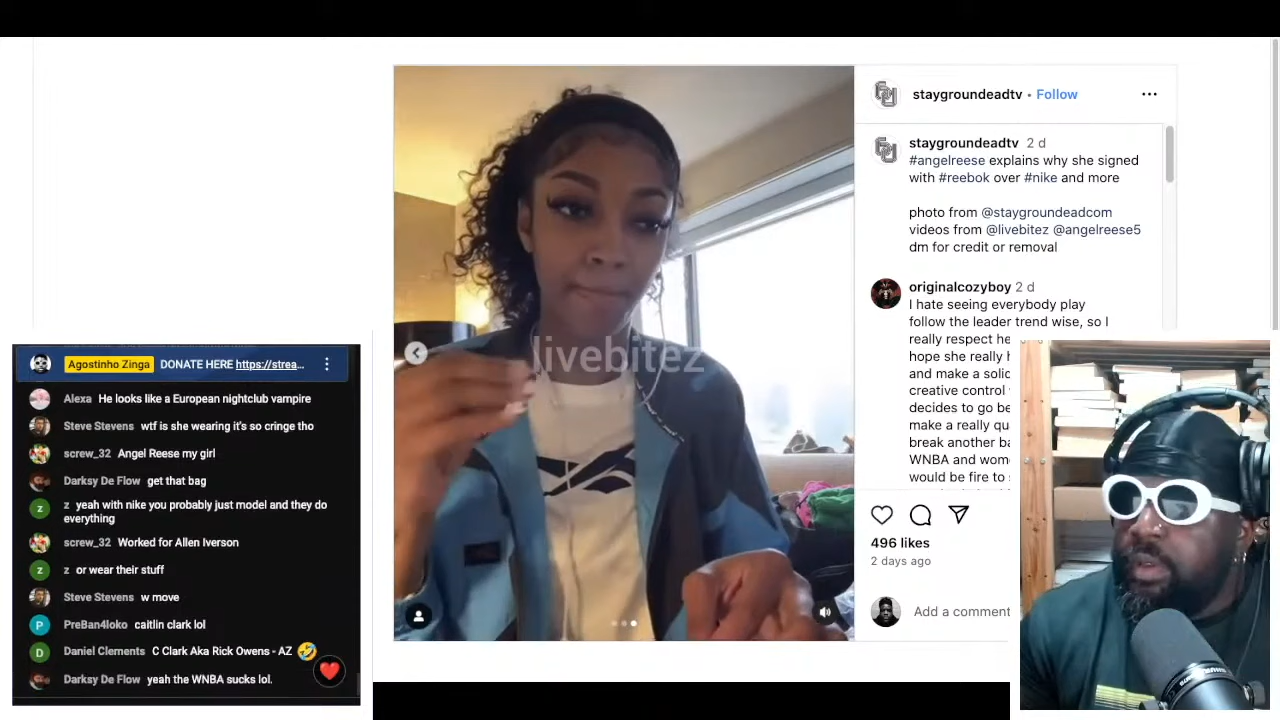 staygroundeadtv • Follow
staygroundeadtv 2 d
#angelreese explains why she signed
with #reebok over #nike and more
photo from @staygroundeadcom
videos from @livebitez @angelreese5
dm for credit or removal
originalcozyboy 2 d
I hate seeing everybody play
follow the leader trend wise, so I
really respect he
hope she really h
and make a solid
creative control
decides to go be
make a really qu
break another ba
WNBA and wom
would be fire to
496 likes
2 days ago
Add a comment
livebitez
Agostinho Zinga DONATE HERE https://strea...
Alexa He looks like a European nightclub vampire
Steve Stevens wtf is she wearing it's so cringe tho
screw_32 Angel Reese my girl
Darksy De Flow get that bag
z z yeah with nike you probably just model and they do
everything
screw_32 Worked for Allen Iverson
z z or wear their stuff
Steve Stevens w move
P PreBan4loko caitlin clark lol
D Daniel Clements C Clark Aka Rick Owens - AZ 🤣
Darksy De Flow yeah the WNBA sucks lol.